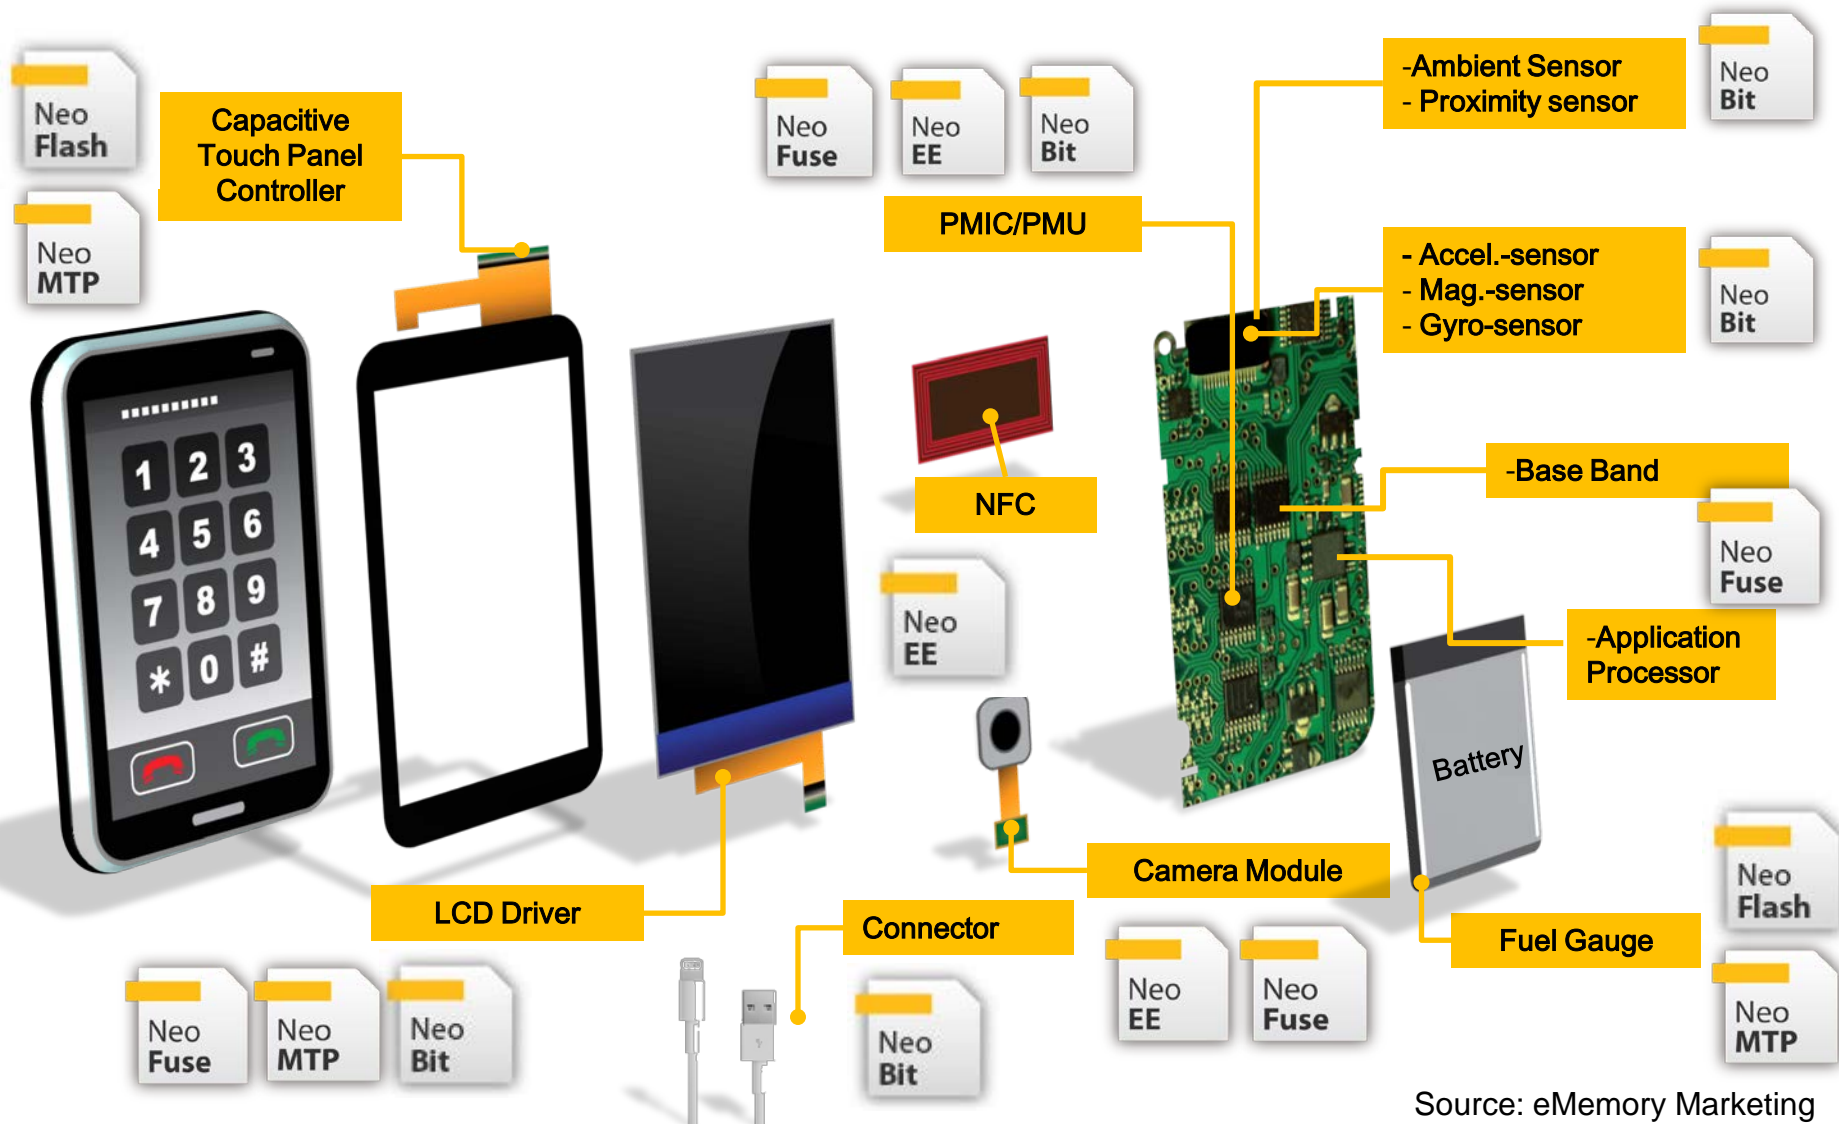 Neo
Flash
Capacitive
Touch Panel
Controller
Neo
MTP
Neo
Fuse
Neo
EE
Neo
Bit
PMIC/PMU
-Ambient Sensor
- Proximity sensor
Neo
Bit
- Accel.-sensor
- Mag.-sensor
- Gyro-sensor
Neo
Bit
1 2 3
4 5 6
7 8 9
* 0 #
NFC
Neo
EE
-Base Band
Neo
Fuse
-Application
Processor
Battery
LCD Driver
Neo
Fuse
Neo
MTP
Neo
Bit
Connector
Neo
Bit
Camera Module
Neo
EE
Neo
Fuse
Fuel Gauge
Neo
Flash
Neo
MTP
Source: eMemory Marketing